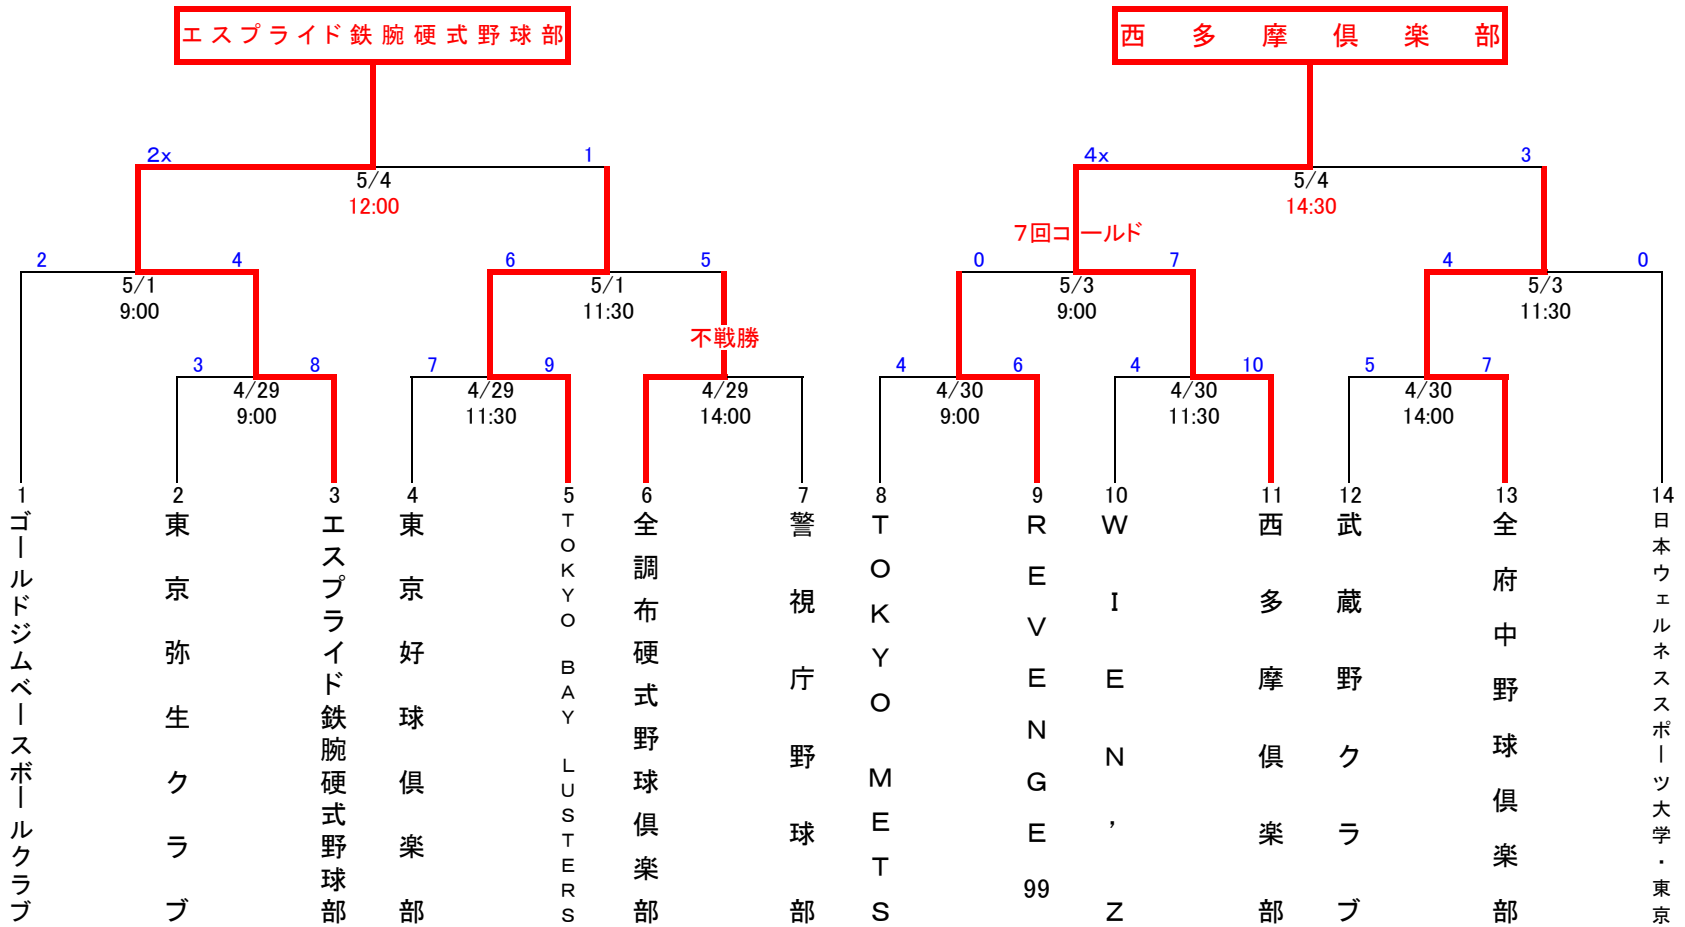 エスプライド鉄腕硬式野球部
西多摩倶楽部
2x
1
4x
3
5/4
12:00
5/4
14:30
7回コールド
2
4
6
5
0
7
4
0
5/1
9:00
5/1
11:30
5/3
9:00
5/3
11:30
不戦勝
3
8
7
9
4
6
4
10
5
7
4/29
9:00
4/29
11:30
4/29
14:00
4/30
9:00
4/30
11:30
4/30
14:00
1
ゴールドジムベースボールクラブ
2
東京弥生クラブ
3
エスプライド鉄腕硬式野球部
4
東京好球倶楽部
5
TOKYO BAY LUSTERS
6
全調布硬式野球倶楽部
7
警視庁野球部
8
TOKYO METS
9
REVENGE99
10
WIEN'Z
11
西多摩倶楽部
12
武蔵野クラブ
13
全府中野球倶楽部
14
日本ウェルネススポーツ大学・東京